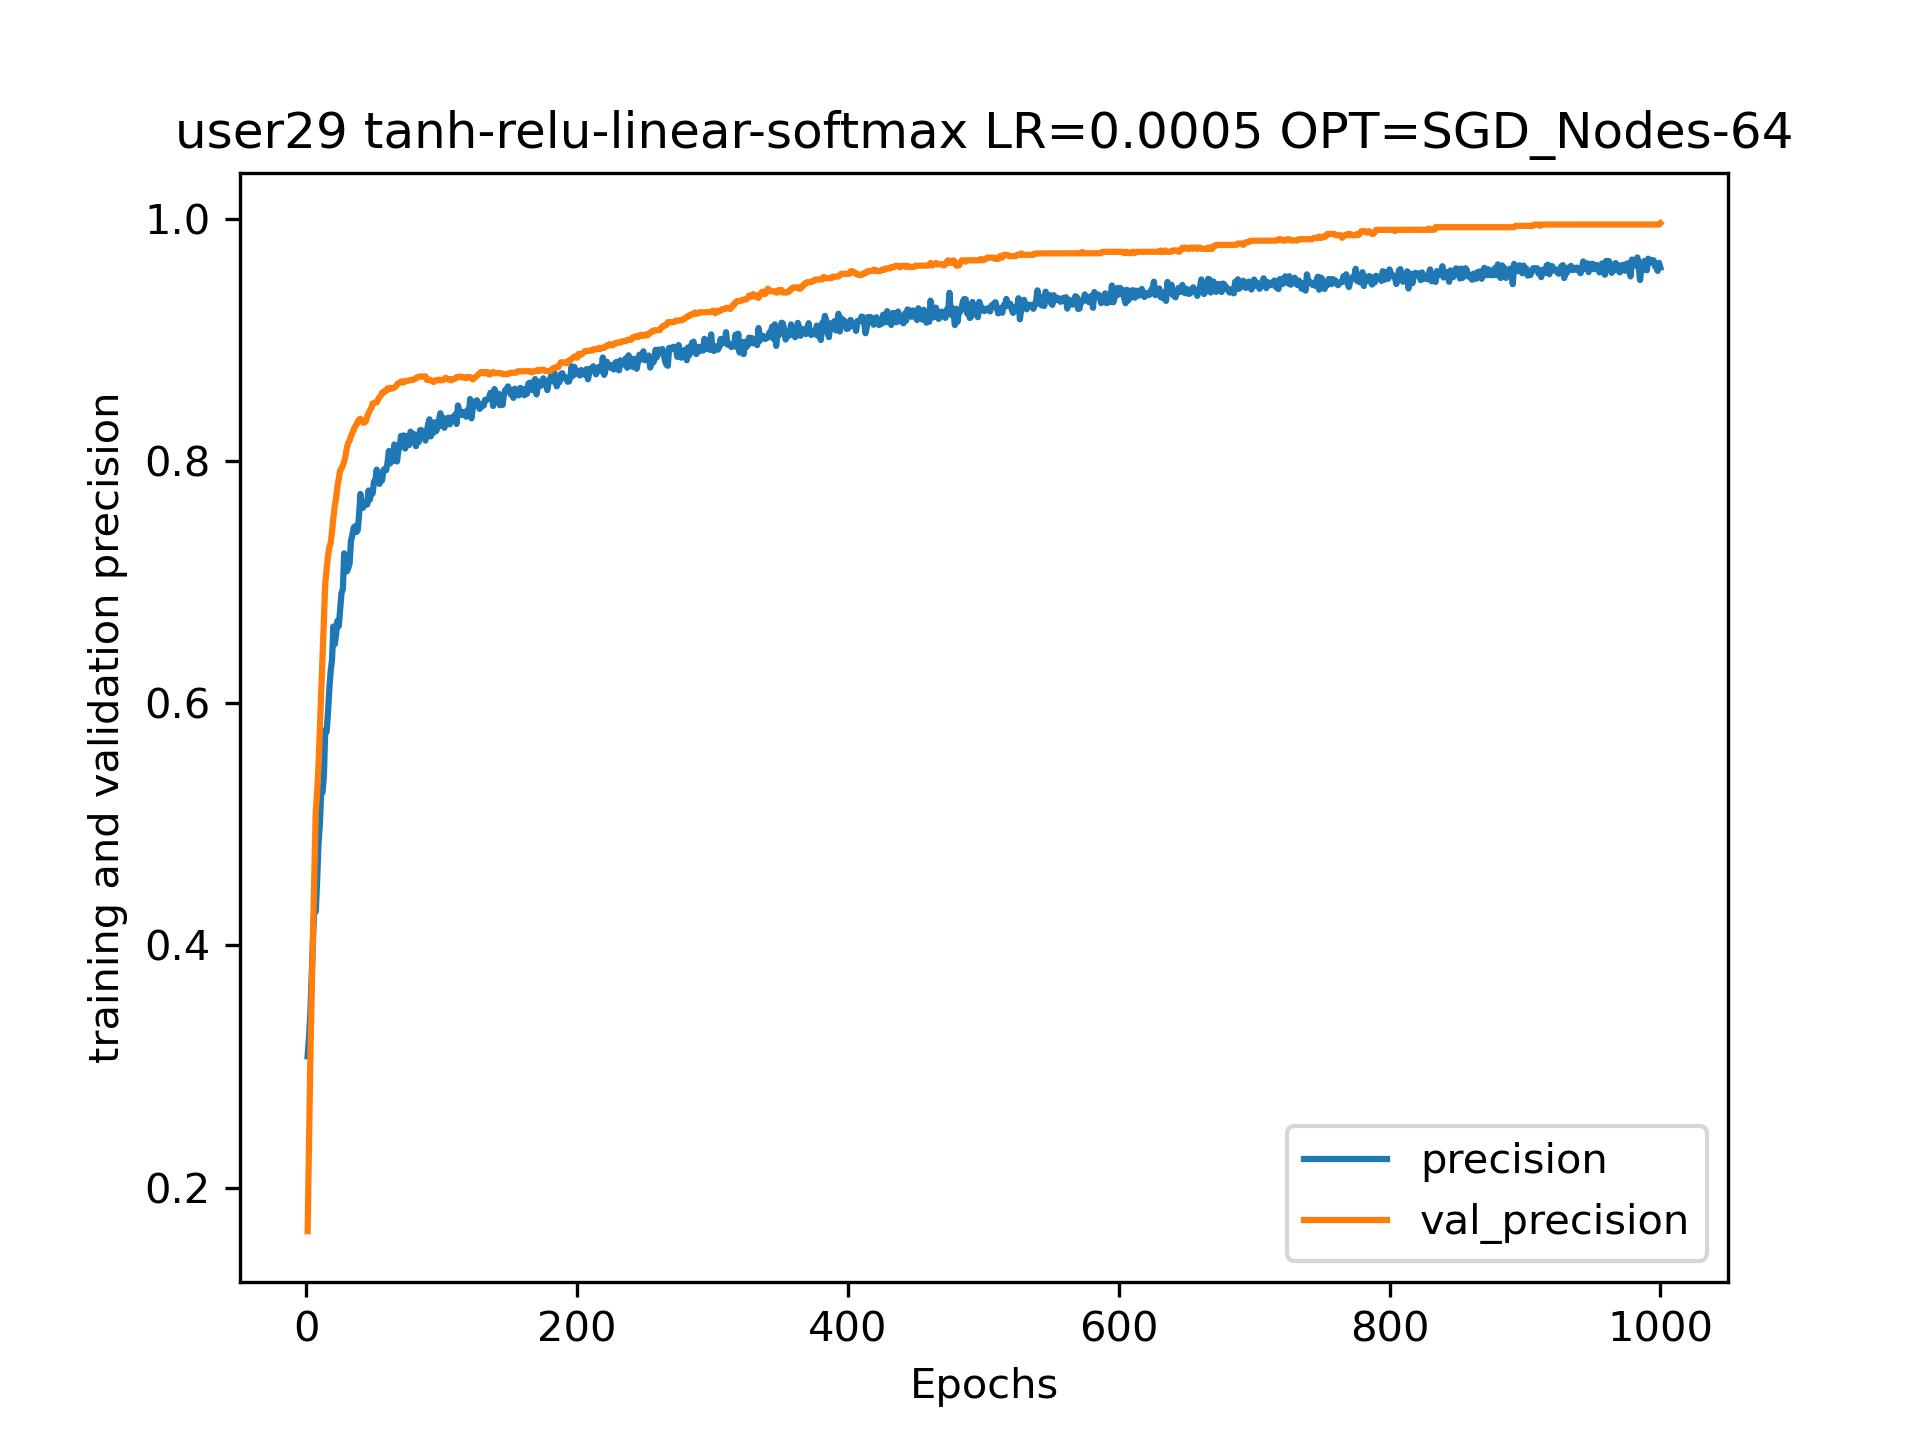 user29 tanh-relu-linear-softmax LR=0.0005 OPT=SGD_Nodes-64
training and validation precision
1.0
0.8
0.6
0.4
0.2
precision
val_precision
0 200 400 600 800 1000
Epochs